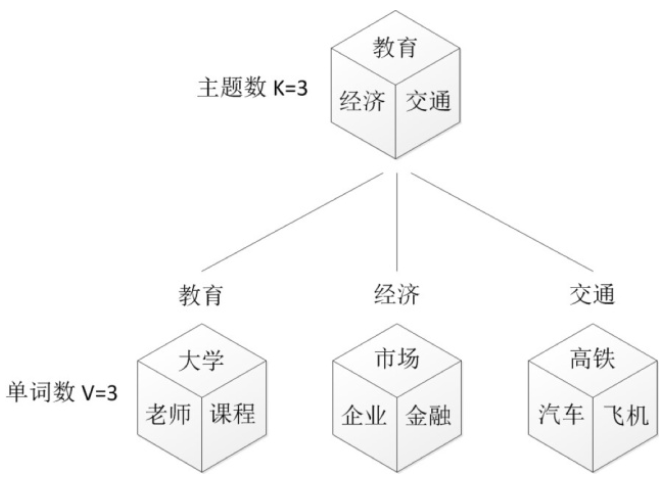 教育
主题数 K=3
经济 交通
教育 经济 交通
大学 市场 高铁
单词数 V=3
老师 课程 企业 金融 汽车 飞机